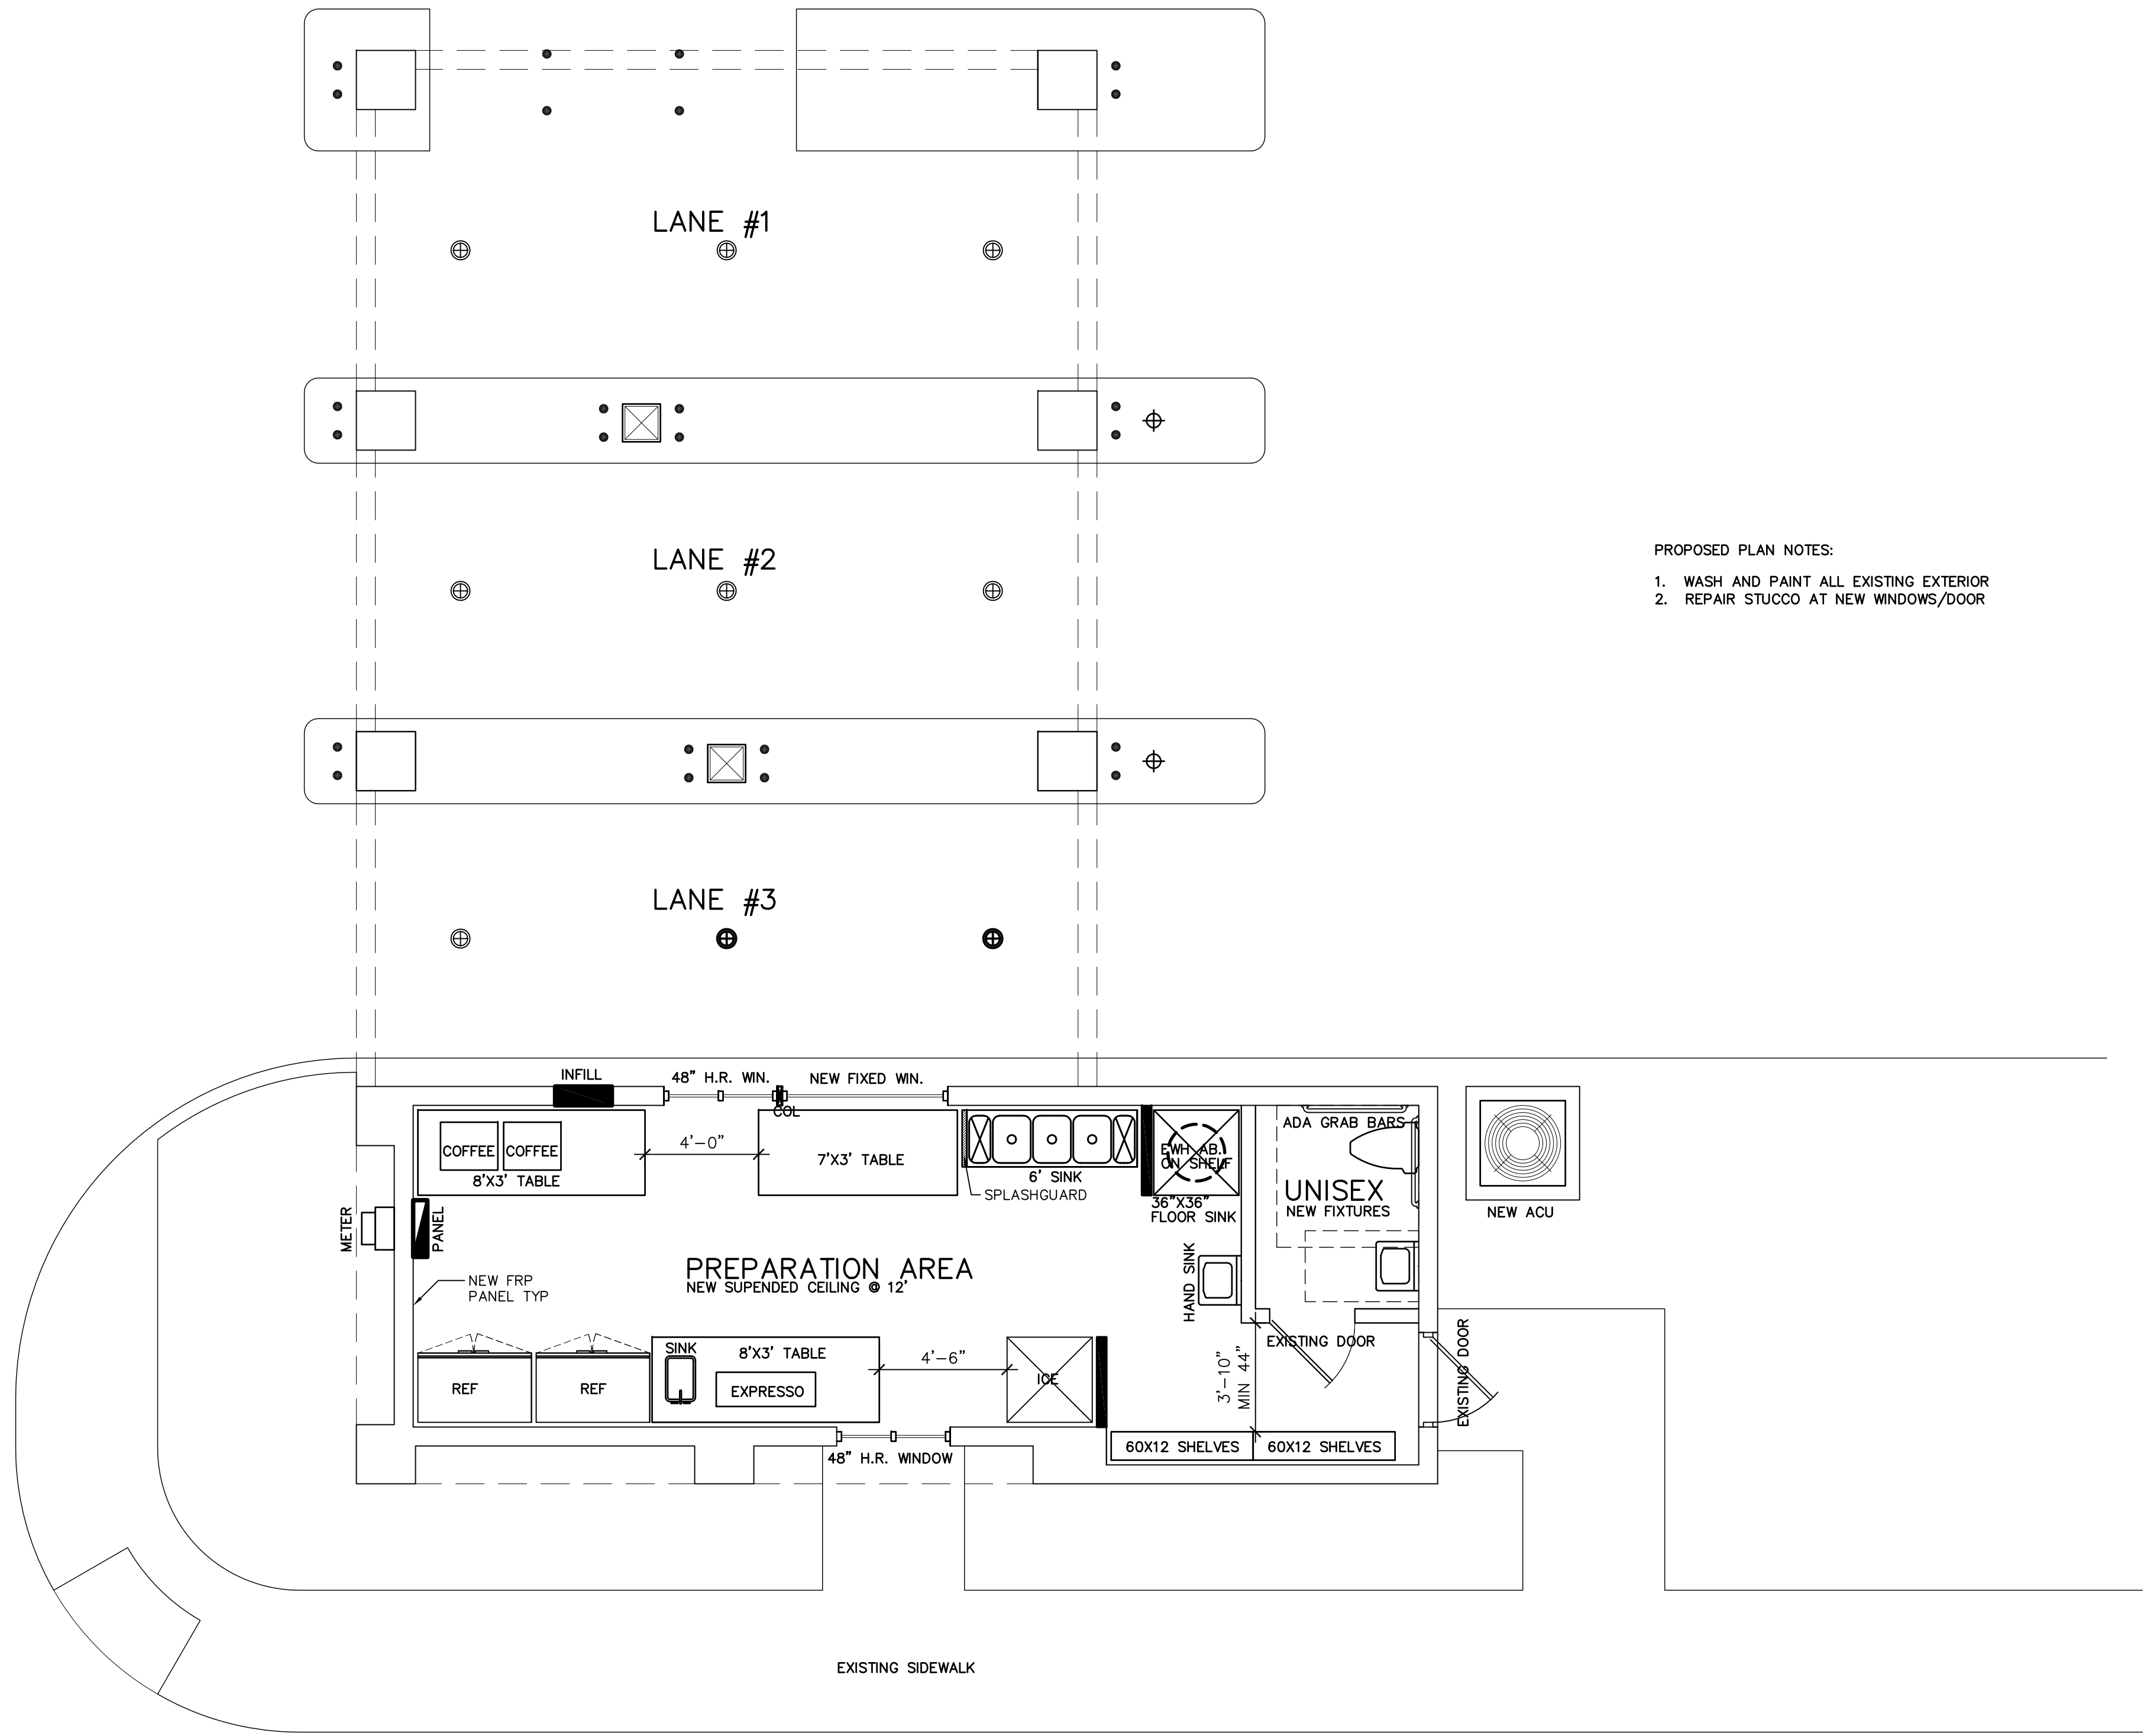 LANE #1
LANE #2
PROPOSED PLAN NOTES:
1. WASH AND PAINT ALL EXISTING EXTERIOR
2. REPAIR STUCCO AT NEW WINDOWS/DOOR
LANE #3
INFILL
48" H.R. WIN.
NEW FIXED WIN.
COL
COFFEE
COFFEE
8'X3' TABLE
4'-0"
7'X3' TABLE
6' SINK
SPLASHGUARD
EWH AB.
ON SHELF
36"X36"
FLOOR SINK
ADA GRAB BARS
UNISEX
NEW FIXTURES
NEW ACU
METER
PANEL
NEW FRP
PANEL TYP
PREPARATION AREA
NEW SUPENDED CEILING @ 12'
HAND SINK
EXISTING DOOR
EXISTING DOOR
REF
REF
SINK
8'X3' TABLE
EXPRESSO
4'-6"
ICE
3'-10"
MIN 44"
48" H.R. WINDOW
60X12 SHELVES
60X12 SHELVES
EXISTING SIDEWALK